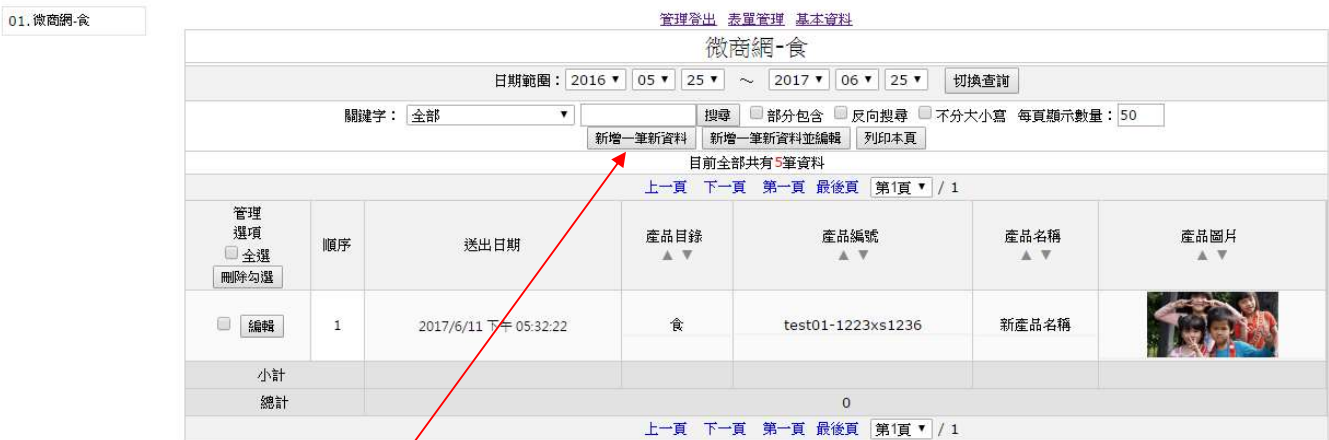 01.微商網-食
管理登出 表單管理 基本資料
微商網-食
日期範圍：2016 ▼ 05 ▼ 25 ▼ ～ 2017 ▼ 06 ▼ 25 ▼ 切換查詢
關鍵字： 全部 ▼ 搜尋 部分包含 反向搜尋 不分大小寫 每頁顯示數量：50
新增一筆新資料 新增一筆新資料並編輯 列印本頁
目前全部共有5筆資料
上一頁 下一頁 第一頁 最後頁 第1頁 ▼ / 1
管理
選項
全選
刪除勾選
順序
送出日期
產品目錄
▲ ▼
產品編號
▲ ▼
產品名稱
▲ ▼
產品圖片
▲ ▼
編輯 1 2017/6/11 下午 05:32:22 食 test01-1223xs1236 新產品名稱
小計
總計 0
上一頁 下一頁 第一頁 最後頁 第1頁 ▼ / 1